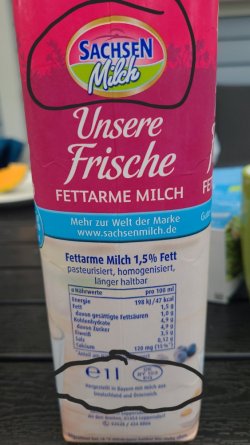 SACHSEN
Milch
Unsere
Frische
FETTARME MILCH
Mehr zur Welt der Marke
www.sachsenmilch.de
Fettarme Milch 1,5% Fett
pasteurisiert, homogenisiert,
länger haltbar
Nährwerte pro 100 ml
Energie 198 kJ/47 kcal
Fett 1,5 g
davon gesättigte Fettsäuren 1,0 g
Kohlenhydrate 4,9 g
davon Zucker 4,9 g
Eiweiß
Salz 0,12 g
Calcium 120 mg (15%
e 1 l
Hergestellt in Bayern mit Milch aus
Deutschland und Österreich